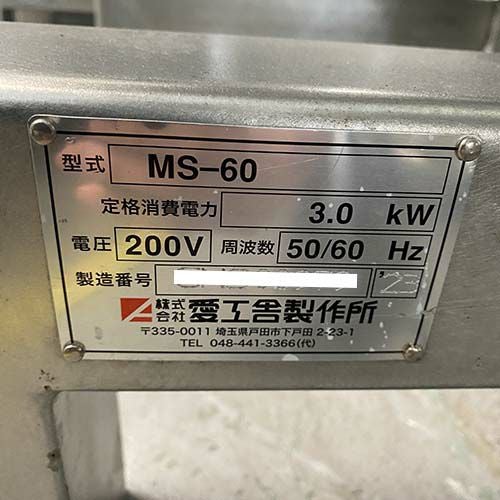 型式 MS-60
定格消費電力 3.0 kW
電圧 200V 周波数 50/60 Hz
製造番号 '23
株式会社 愛工舎製作所
〒335-0011 埼玉県戸田市下戸田 2-23-1
TEL 048-441-3366(代)